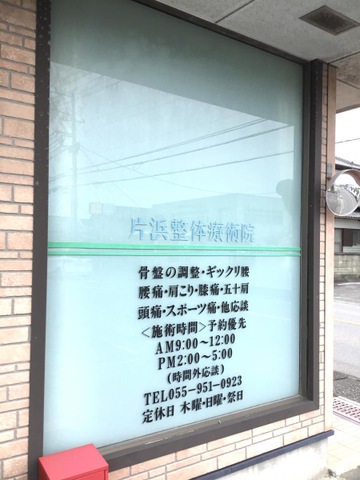 片浜整体療術院
骨盤の調整・ギックリ腰
腰痛・肩こり・膝痛・五十肩
頭痛・スポーツ痛・他応談
<施術時間>予約優先
AM9:00～12:00
PM2:00～5:00
(時間外応談)
TEL055-951-0923
定休日 木曜・日曜・祭日